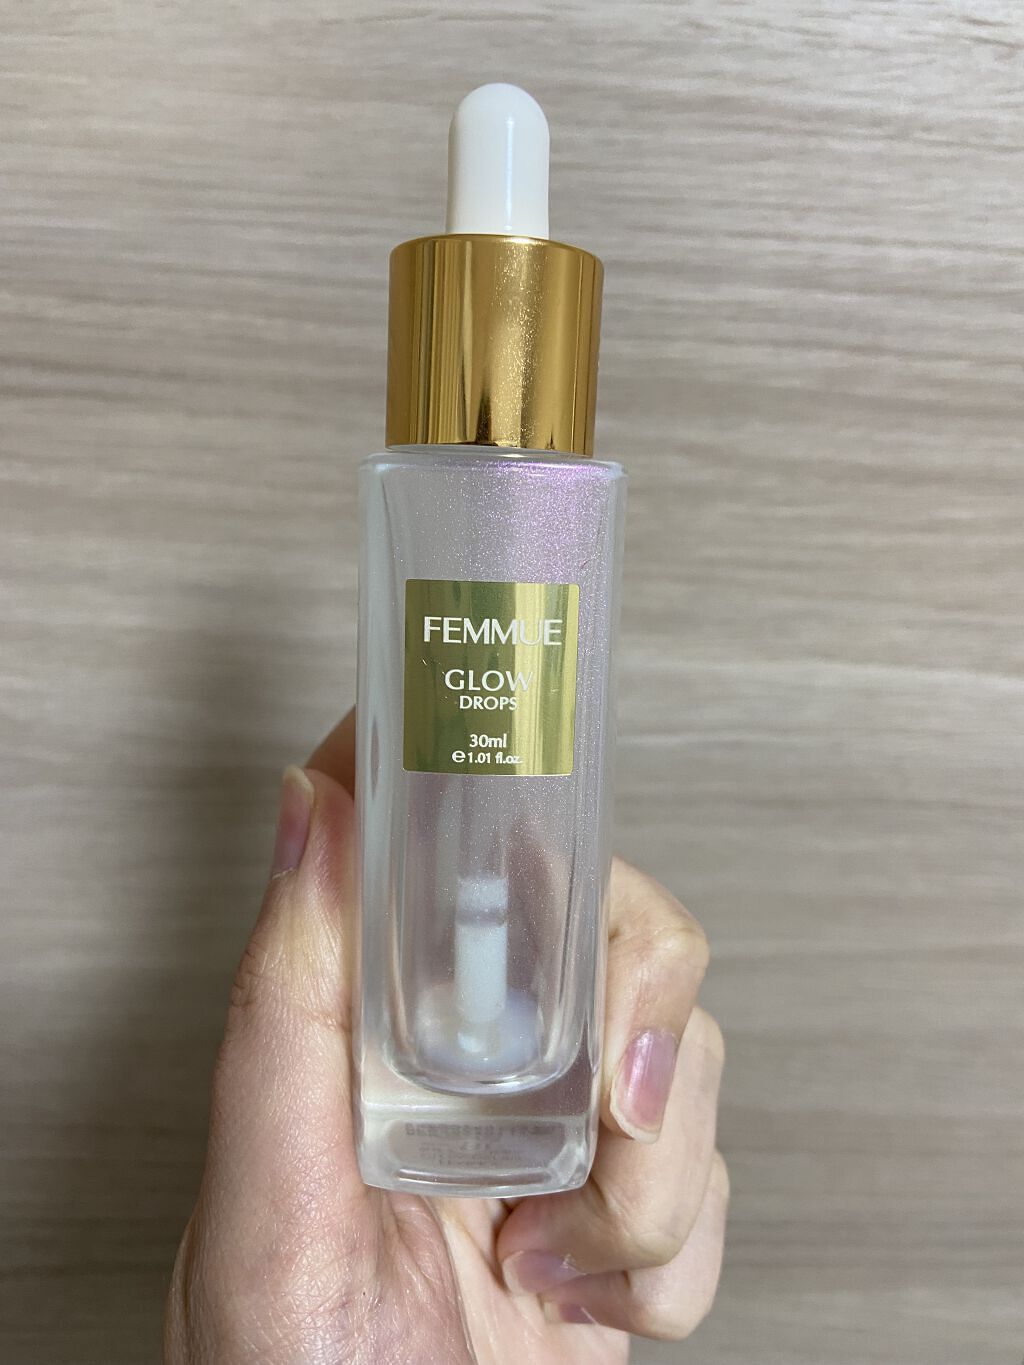 FEMMUE
GLOW
DROPS
30ml
℮1.01 fl.oz.